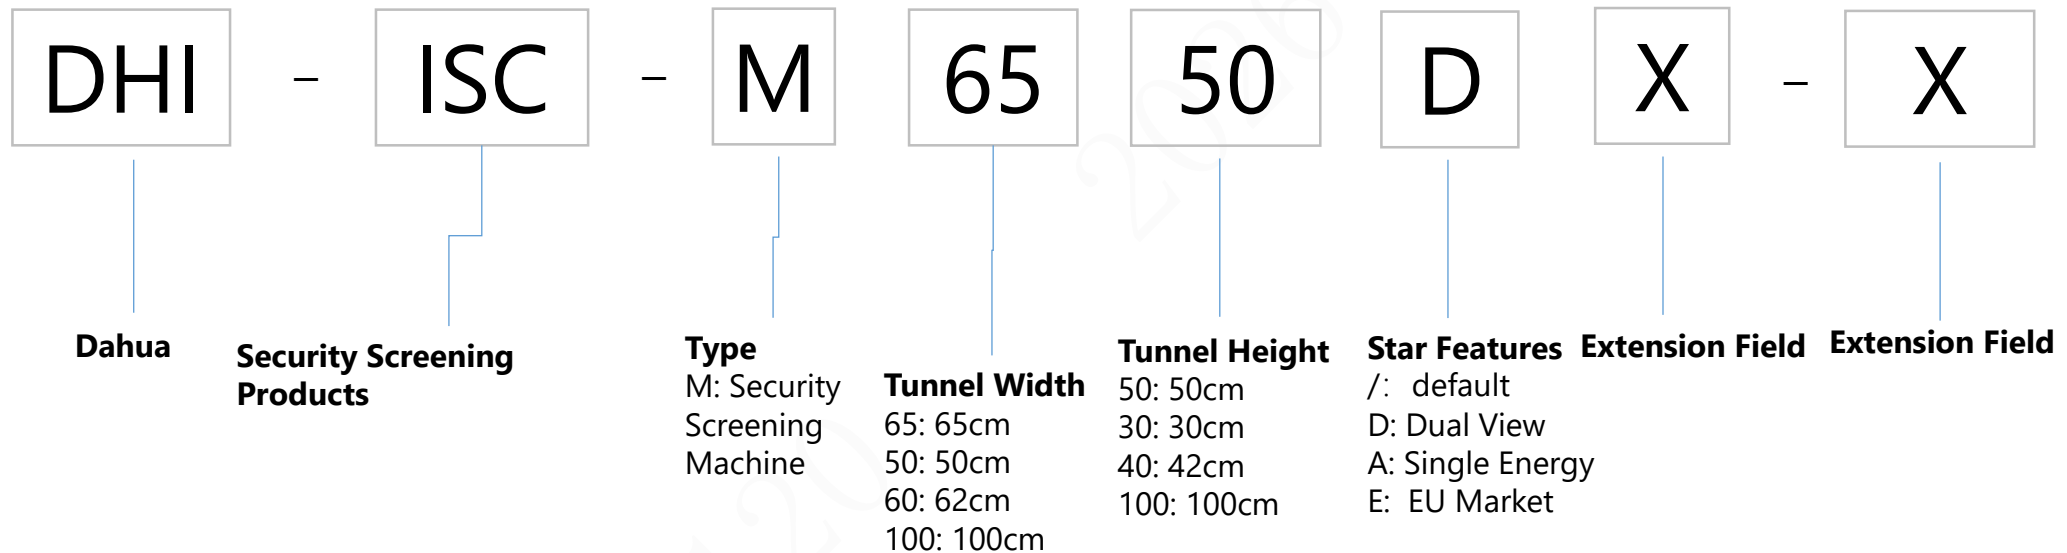 DHI - ISC - M 65 50 D X - X
Dahua
Security Screening
Products
Type
M: Security
Screening
Machine
Tunnel Width
65: 65cm
50: 50cm
60: 62cm
100: 100cm
Tunnel Height
50: 50cm
30: 30cm
40: 42cm
100: 100cm
Star Features
/: default
D: Dual View
A: Single Energy
E: EU Market
Extension Field
Extension Field